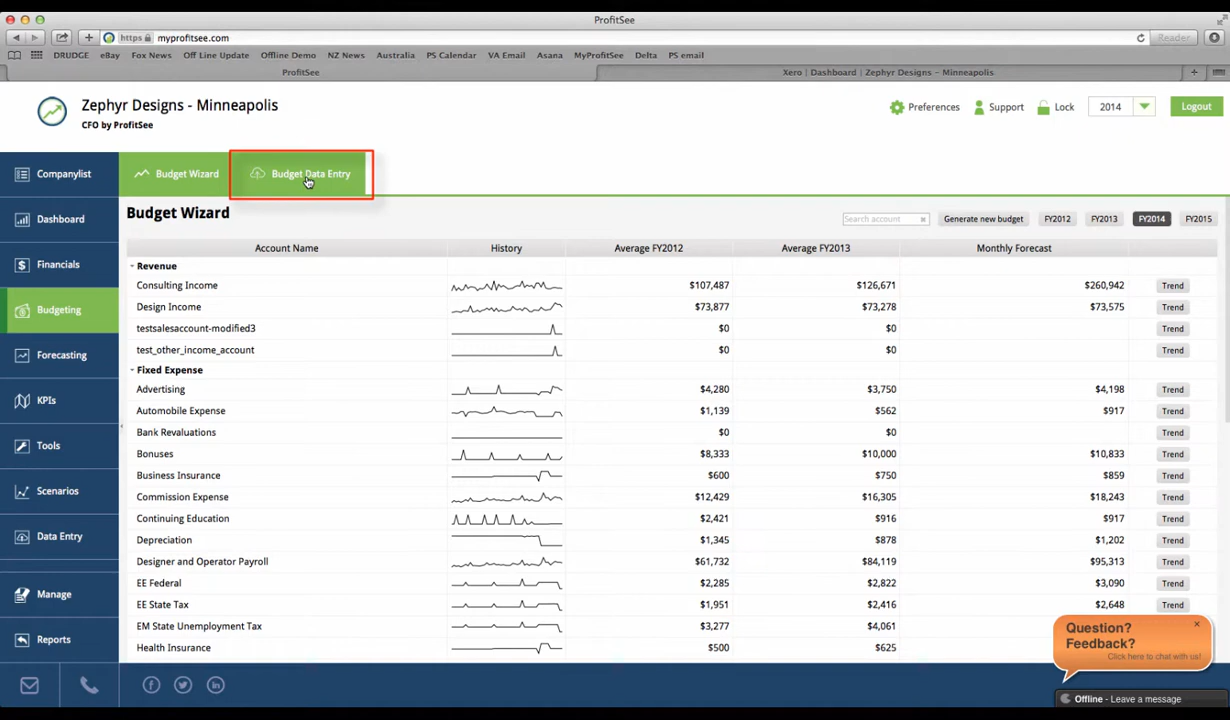 ProfitSee
https myprofitsee.com
Reader
DRUDGE eBay Fox News Off Line Update Offline Demo NZ News Australia PS Calendar VA Email Asana MyProfitSee Delta PS email
ProfitSee Xero | Dashboard | Zephyr Designs – Minneapolis
Zephyr Designs - Minneapolis
CFO by ProfitSee
Preferences Support Lock 2014 Logout
Companylist
Dashboard
Financials
Budgeting
Forecasting
KPIs
Tools
Scenarios
Data Entry
Manage
Reports
Budget Wizard Budget Data Entry
Budget Wizard
Search account Generate new budget FY2012 FY2013 FY2014 FY2015
Account Name History Average FY2012 Average FY2013 Monthly Forecast
Revenue
Consulting Income $107,487 $126,671 $260,942 Trend
Design Income $73,877 $73,278 $73,575 Trend
testsalesaccount-modified3 $0 $0 Trend
test_other_income_account $0 $0 Trend
Fixed Expense
Advertising $4,280 $3,750 $4,198 Trend
Automobile Expense $1,139 $562 $917 Trend
Bank Revaluations $0 $0 Trend
Bonuses $8,333 $10,000 $10,833 Trend
Business Insurance $600 $750 $859 Trend
Commission Expense $12,429 $16,305 $18,243 Trend
Continuing Education $2,421 $916 $917 Trend
Depreciation $1,345 $878 $1,202 Trend
Designer and Operator Payroll $61,732 $84,119 $95,313 Trend
EE Federal $2,285 $2,822 $3,090 Trend
EE State Tax $1,951 $2,416 $2,648 Trend
EM State Unemployment Tax $3,277 $4,061
Health Insurance $500 $625
Question?
Feedback?
Click here to chat with us!
Offline - Leave a message